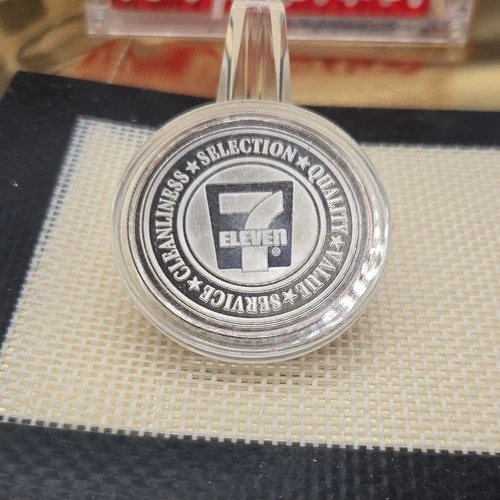 ★ SELECTION ★ QUALITY ★ VALUE ★ SERVICE ★ CLEANLINESS
7
ELEVEn
®